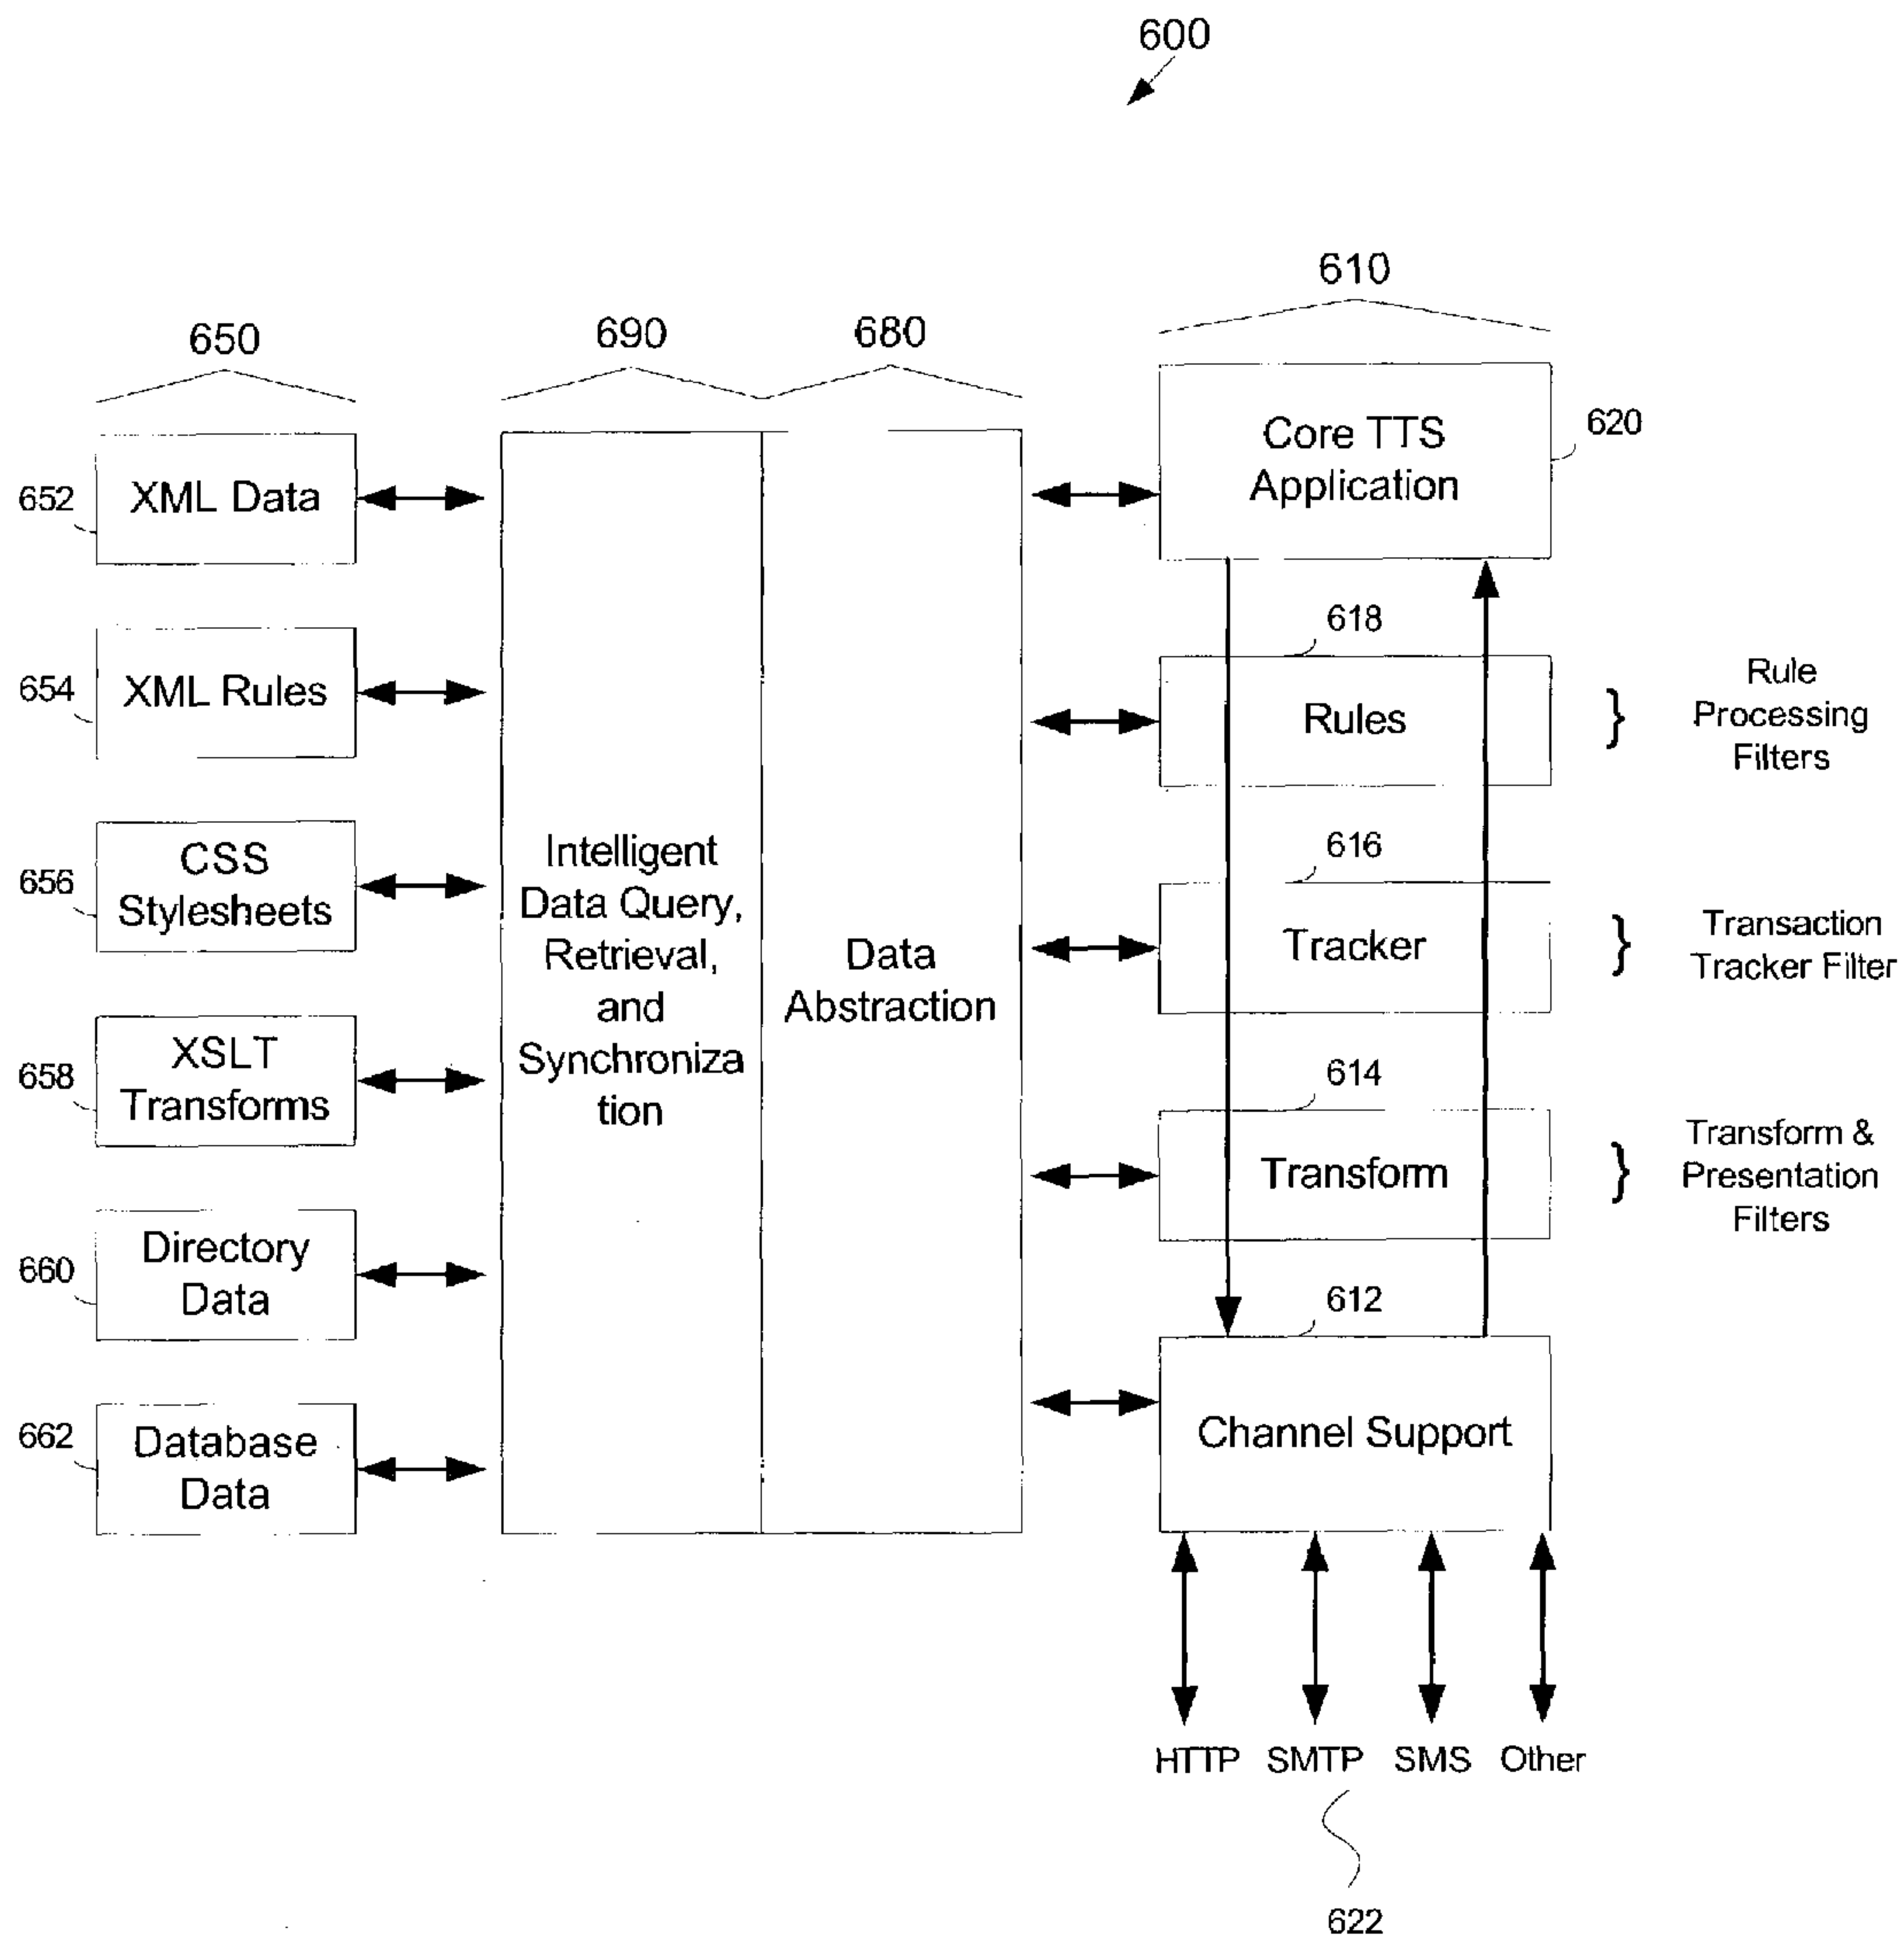 600
610
650
690
680
652
XML Data
654
XML Rules
656
CSS
Stylesheets
658
XSLT
Transforms
660
Directory
Data
662
Database
Data
Intelligent
Data Query,
Retrieval,
and
Synchroniza
tion
Data
Abstraction
Core TTS
Application
620
618
Rules
Rule
Processing
Filters
616
Tracker
Transaction
Tracker Filter
614
Transform
Transform &
Presentation
Filters
612
Channel Support
HTTP SMTP SMS Other
622